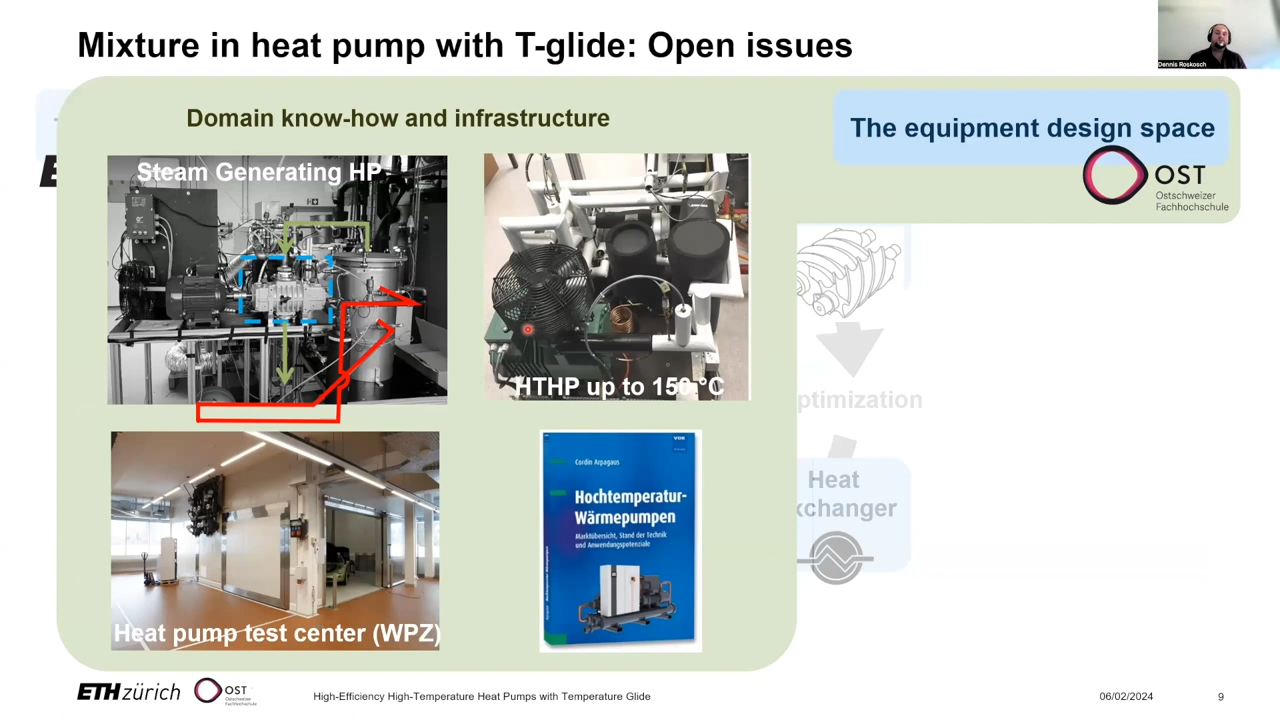 Mixture in heat pump with T-glide: Open issues
Dennis Roskosch
Domain know-how and infrastructure
The equipment design space
OST
Ostschweizer
Fachhochschule
Steam Generating HP
HTHP up to 150 °C
ptimization
Heat
xchanger
Heat pump test center (WPZ)
VDE
Cordin Arpagaus
Hochtemperatur-
Wärmepumpen
Marktübersicht, Stand der Technik
und Anwendungspotenziale
ETH zürich
OST
Ostschweizer
Fachhochschule
High-Efficiency High-Temperature Heat Pumps with Temperature Glide
06/02/2024
9